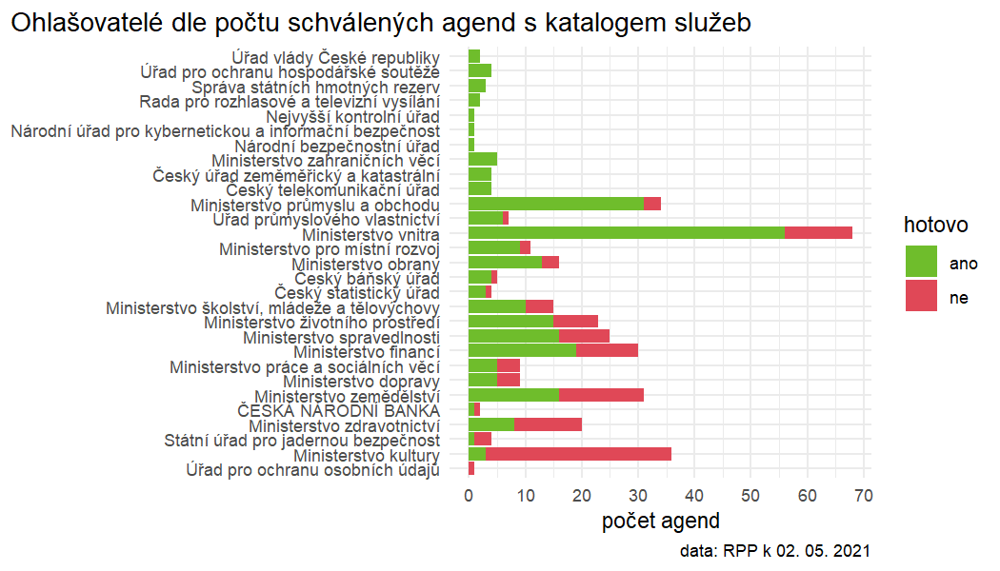 Ohlašovatelé dle počtu schválených agend s katalogem služeb
Úřad vlády České republiky
Úřad pro ochranu hospodářské soutěže
Správa státních hmotných rezerv
Rada pro rozhlasové a televizní vysílání
Nejvyšší kontrolní úřad
Národní úřad pro kybernetickou a informační bezpečnost
Národní bezpečnostní úřad
Ministerstvo zahraničních věcí
Český úřad zeměměřický a katastrální
Český telekomunikační úřad
Ministerstvo průmyslu a obchodu
Úřad průmyslového vlastnictví
Ministerstvo vnitra
Ministerstvo pro místní rozvoj
Ministerstvo obrany
Český báňský úřad
Český statistický úřad
Ministerstvo školství, mládeže a tělovýchovy
Ministerstvo životního prostředí
Ministerstvo spravedlnosti
Ministerstvo financí
Ministerstvo práce a sociálních věcí
Ministerstvo dopravy
Ministerstvo zemědělství
ČESKÁ NÁRODNÍ BANKA
Ministerstvo zdravotnictví
Státní úřad pro jadernou bezpečnost
Ministerstvo kultury
Úřad pro ochranu osobních údajů
0 10 20 30 40 50 60 70
počet agend
hotovo
ano
ne
data: RPP k 02. 05. 2021